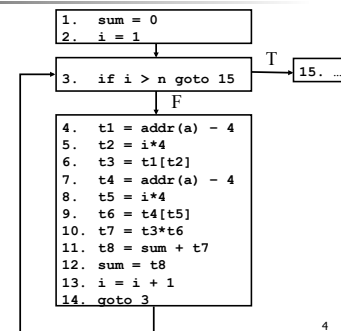 1. sum = 0
2. i = 1
3. if i > n goto 15
T
15. …
F
4. t1 = addr(a) – 4
5. t2 = i*4
6. t3 = t1[t2]
7. t4 = addr(a) – 4
8. t5 = i*4
9. t6 = t4[t5]
10. t7 = t3*t6
11. t8 = sum + t7
12. sum = t8
13. i = i + 1
14. goto 3
4